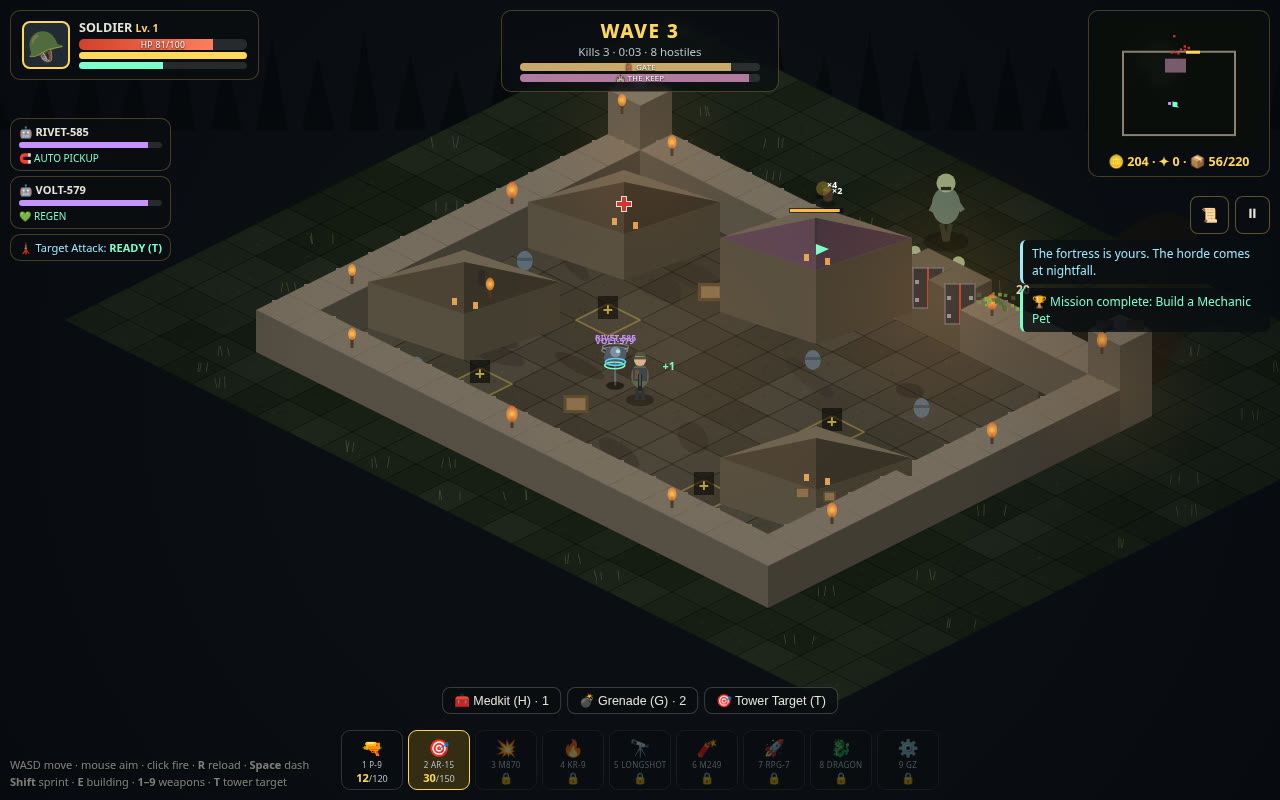 SOLDIER Lv. 1
HP 81/100
WAVE 3
Kills 3 · 0:03 · 8 hostiles
GATE
THE KEEP
204 · 0 · 56/220
RIVET-585
AUTO PICKUP
VOLT-579
REGEN
Target Attack: READY (T)
The fortress is yours. The horde comes
at nightfall.
Mission complete: Build a Mechanic
Pet
×4
×2
20
RIVET-585
VOLT-579
+1
+
+
+
+
Medkit (H) · 1
Grenade (G) · 2
Tower Target (T)
1 P-9
12/120
2 AR-15
30/150
3 M870
4 KR-9
5 LONGSHOT
6 M249
7 RPG-7
8 DRAGON
9 GZ
WASD move · mouse aim · click fire · R reload · Space dash
Shift sprint · E building · 1–9 weapons · T tower target